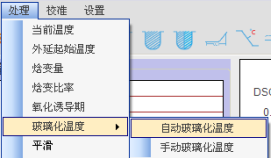 处理 校准 设置
当前温度
外延起始温度
焓变量
DSC
焓变比率
0.
氧化诱导期
玻璃化温度 自动玻璃化温度
平滑 手动玻璃化温度